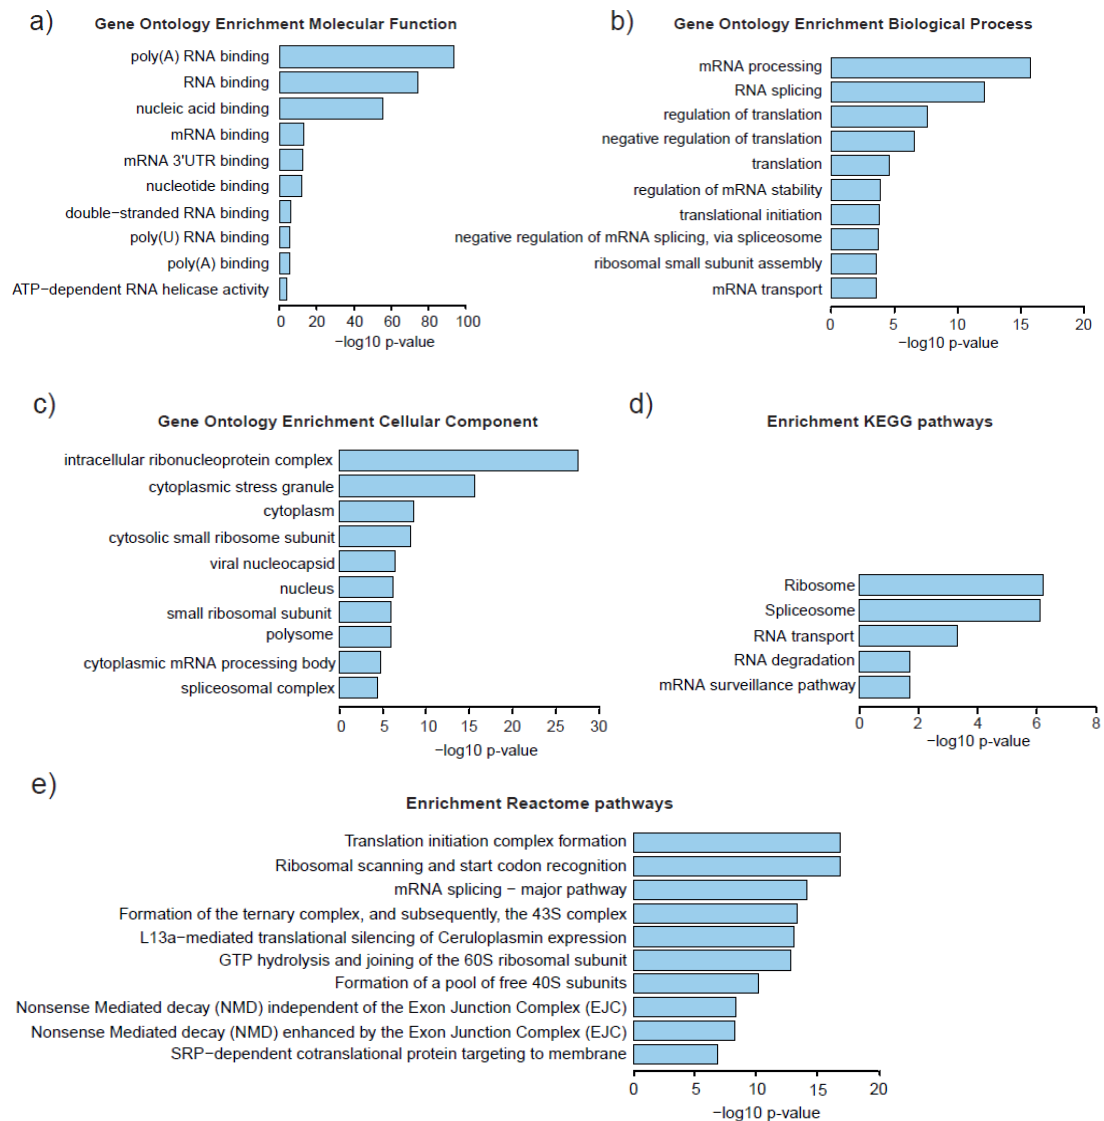 a)
Gene Ontology Enrichment Molecular Function
poly(A) RNA binding
RNA binding
nucleic acid binding
mRNA binding
mRNA 3'UTR binding
nucleotide binding
double−stranded RNA binding
poly(U) RNA binding
poly(A) binding
ATP−dependent RNA helicase activity
0 20 40 60 80 100
−log10 p-value
b)
Gene Ontology Enrichment Biological Process
mRNA processing
RNA splicing
regulation of translation
negative regulation of translation
translation
regulation of mRNA stability
translational initiation
negative regulation of mRNA splicing, via spliceosome
ribosomal small subunit assembly
mRNA transport
0 5 10 15 20
−log10 p-value
c)
Gene Ontology Enrichment Cellular Component
intracellular ribonucleoprotein complex
cytoplasmic stress granule
cytoplasm
cytosolic small ribosome subunit
viral nucleocapsid
nucleus
small ribosomal subunit
polysome
cytoplasmic mRNA processing body
spliceosomal complex
0 5 10 15 20 25 30
−log10 p-value
d)
Enrichment KEGG pathways
Ribosome
Spliceosome
RNA transport
RNA degradation
mRNA surveillance pathway
0 2 4 6 8
−log10 p-value
e)
Enrichment Reactome pathways
Translation initiation complex formation
Ribosomal scanning and start codon recognition
mRNA splicing − major pathway
Formation of the ternary complex, and subsequently, the 43S complex
L13a−mediated translational silencing of Ceruloplasmin expression
GTP hydrolysis and joining of the 60S ribosomal subunit
Formation of a pool of free 40S subunits
Nonsense Mediated decay (NMD) independent of the Exon Junction Complex (EJC)
Nonsense Mediated decay (NMD) enhanced by the Exon Junction Complex (EJC)
SRP−dependent cotranslational protein targeting to membrane
0 5 10 15 20
−log10 p-value